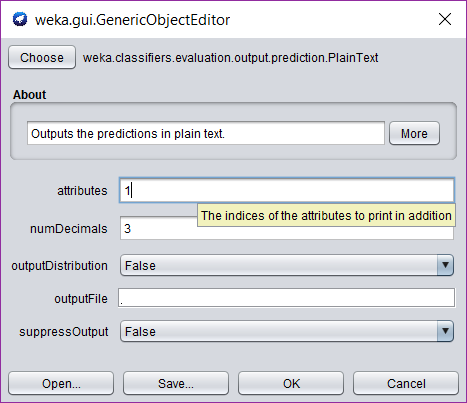 weka.gui.GenericObjectEditor
Choose weka.classifiers.evaluation.output.prediction.PlainText
About
Outputs the predictions in plain text. More
attributes 1
The indices of the attributes to print in addition
numDecimals 3
outputDistribution False
outputFile .
suppressOutput False
Open... Save... OK Cancel